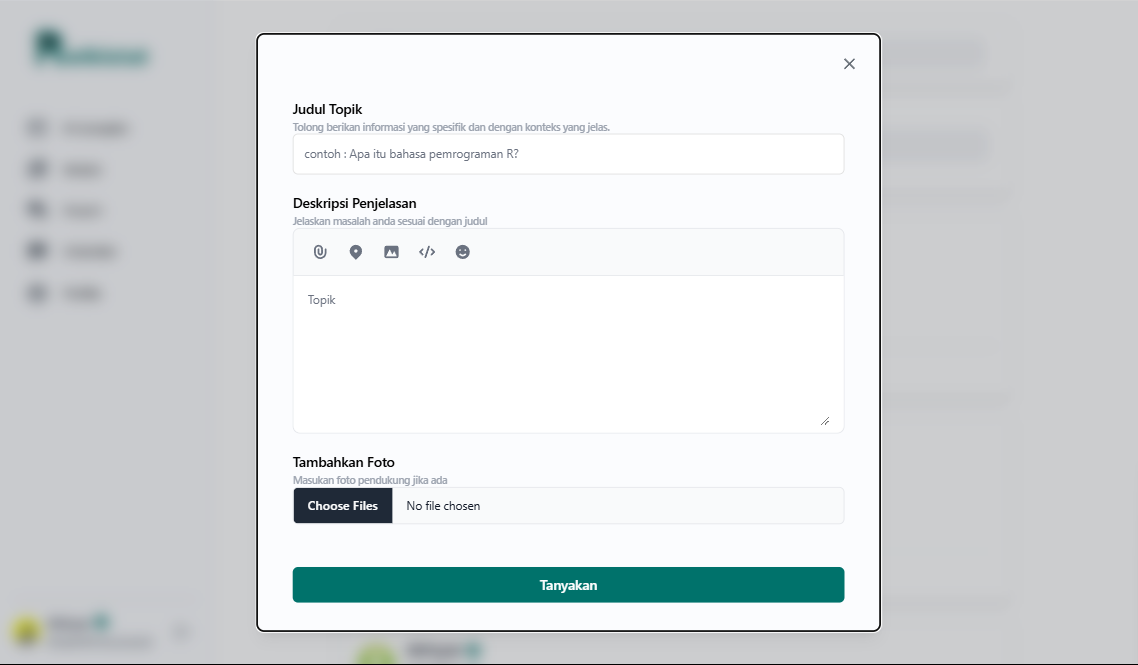 Judul Topik
Tolong berikan informasi yang spesifik dan dengan konteks yang jelas.
contoh : Apa itu bahasa pemrograman R?
Deskripsi Penjelasan
Jelaskan masalah anda sesuai dengan judul
Topik
Tambahkan Foto
Masukan foto pendukung jika ada
Choose Files No file chosen
Tanyakan